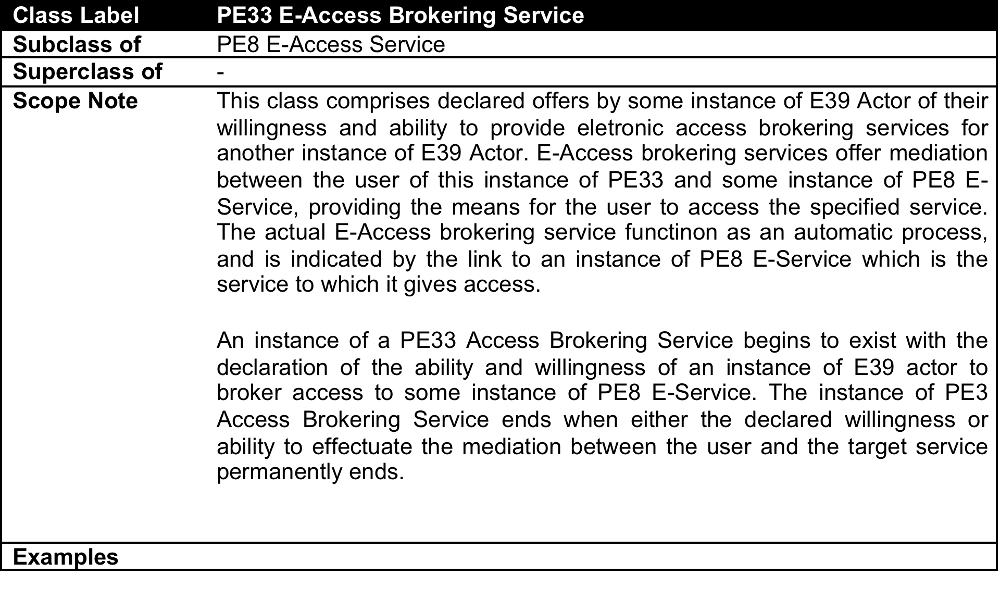 Class Label PE33 E-Access Brokering Service
Subclass of PE8 E-Access Service
Superclass of -
Scope Note This class comprises declared offers by some instance of E39 Actor of their
willingness and ability to provide eletronic access brokering services for
another instance of E39 Actor. E-Access brokering services offer mediation
between the user of this instance of PE33 and some instance of PE8 E-
Service, providing the means for the user to access the specified service.
The actual E-Access brokering service functinon as an automatic process,
and is indicated by the link to an instance of PE8 E-Service which is the
service to which it gives access.
An instance of a PE33 Access Brokering Service begins to exist with the
declaration of the ability and willingness of an instance of E39 actor to
broker access to some instance of PE8 E-Service. The instance of PE3
Access Brokering Service ends when either the declared willingness or
ability to effectuate the mediation between the user and the target service
permanently ends.
Examples